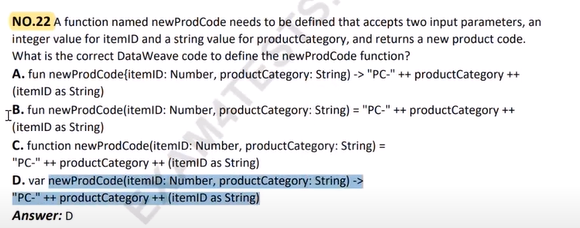 NO.22 A function named newProdCode needs to be defined that accepts two input parameters, an
integer value for itemID and a string value for productCategory, and returns a new product code.
What is the correct DataWeave code to define the newProdCode function?
A. fun newProdCode{itemID: Number, productCategory: String) -> "PC-" ++ productCategory ++
(itemID as String)
B. fun newProdCode(itemID: Number, productCategory: String) = "PC-" ++ productCategory ++
(itemID as String)
C. function newProdCode(itemID: Number, productCategory: String) =
"PC-" ++ productCategory ++ (itemID as String)
D. var newProdCode(itemID: Number, productCategory: String) ->
"PC-" ++ productCategory ++ (itemID as String)
Answer: D
EXAM4TESTS.